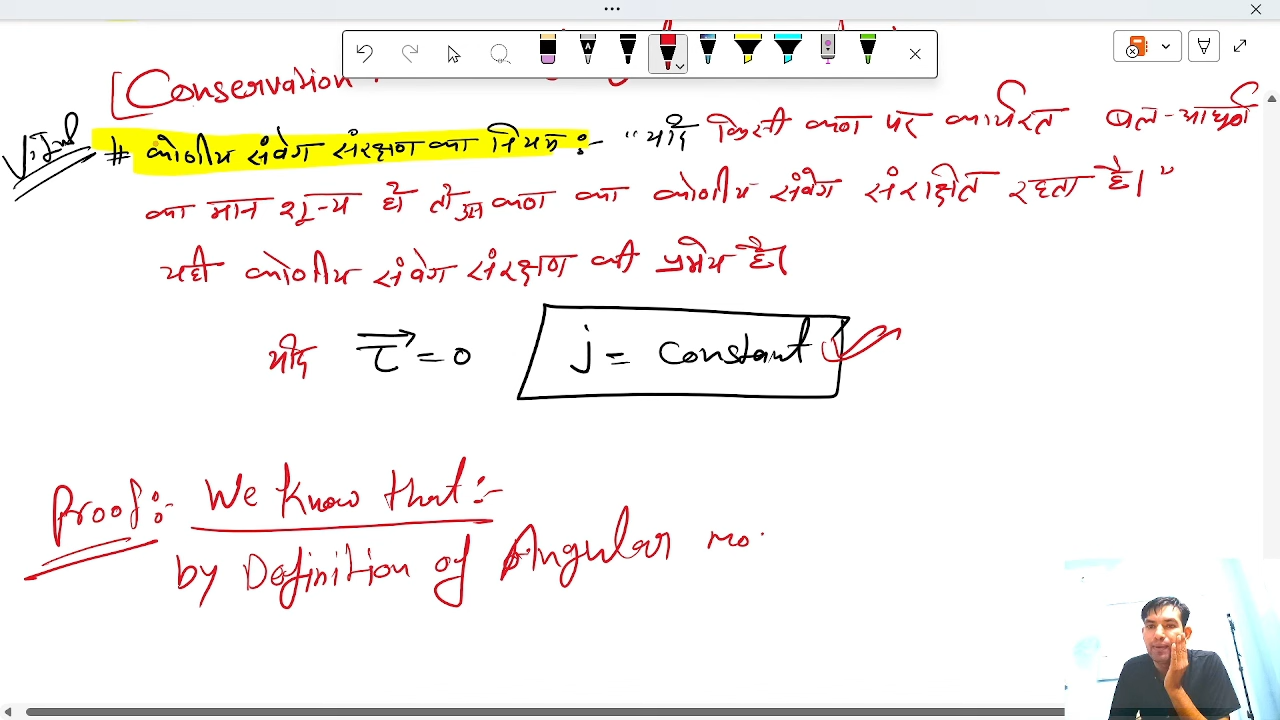 [Conservation
V.Imp
# कोणीय संवेग संरक्षण का नियम :- "यदि किसी कण पर कार्यरत बल-आघूर्ण
का मान शून्य हो तो उस कण का कोणीय संवेग संरक्षित रहता है।"
यही कोणीय संवेग संरक्षण की प्रमेय है।
यदि τ⃗ = 0 j = constant
Proof:- We know that:-
by Definition of Angular mo.